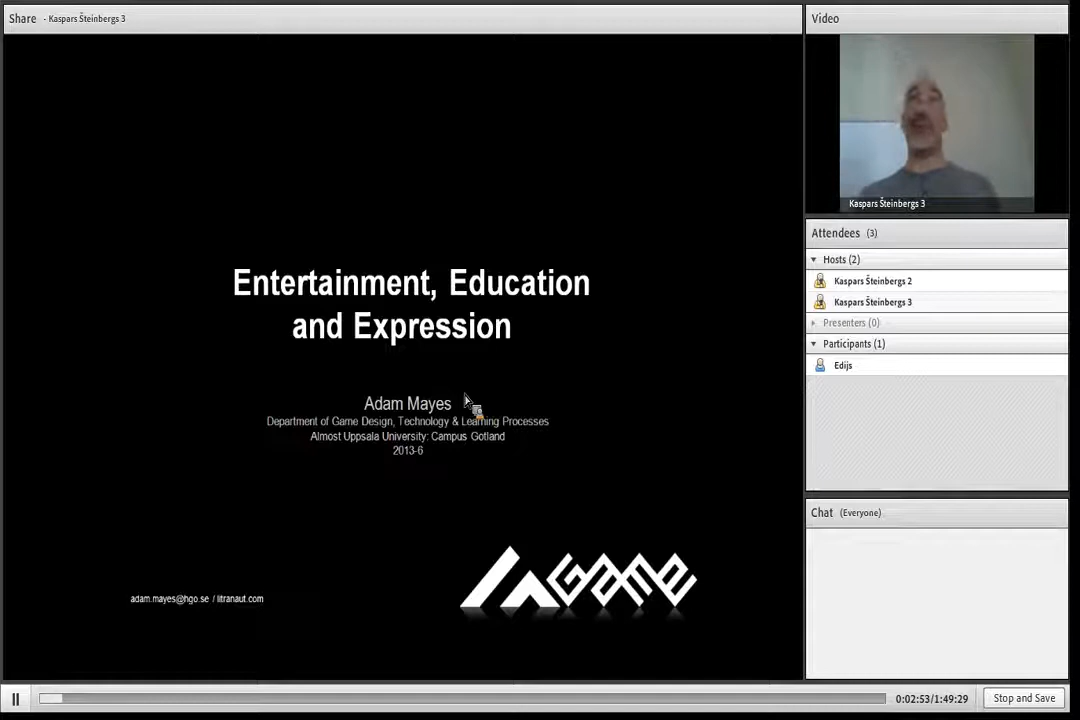 Share - Kaspars Šteinbergs 3
Video
Kaspars Šteinbergs 3
Attendees (3)
Hosts (2)
Kaspars Šteinbergs 2
Kaspars Šteinbergs 3
Presenters (0)
Participants (1)
Edijs
Chat (Everyone)
Entertainment, Education
and Expression
Adam Mayes
Department of Game Design, Technology & Learning Processes
Almost Uppsala University: Campus Gotland
2013-6
adam.mayes@hgo.se / litranaut.com
GAME
0:02:53/1:49:29
Stop and Save